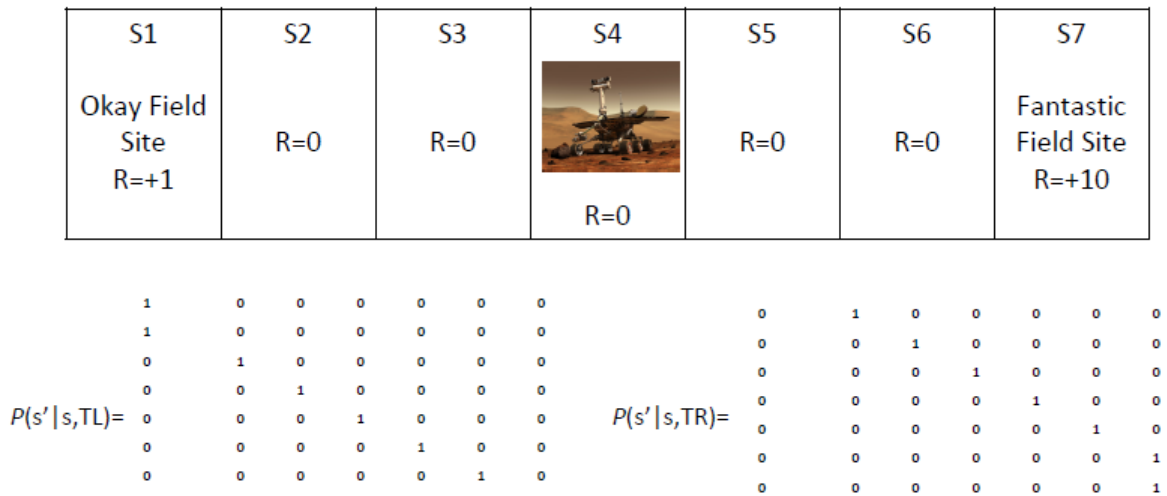 S1 S2 S3 S4 S5 S6 S7
Okay Field Site R=+1
R=0
R=0
R=0
R=0
R=0
Fantastic Field Site R=+10
P(s'|s,TL)=
1 0 0 0 0 0 0
1 0 0 0 0 0 0
0 1 0 0 0 0 0
0 0 1 0 0 0 0
0 0 0 1 0 0 0
0 0 0 0 1 0 0
0 0 0 0 0 1 0
P(s'|s,TR)=
0 1 0 0 0 0 0
0 0 1 0 0 0 0
0 0 0 1 0 0 0
0 0 0 0 1 0 0
0 0 0 0 0 1 0
0 0 0 0 0 0 1
0 0 0 0 0 0 1